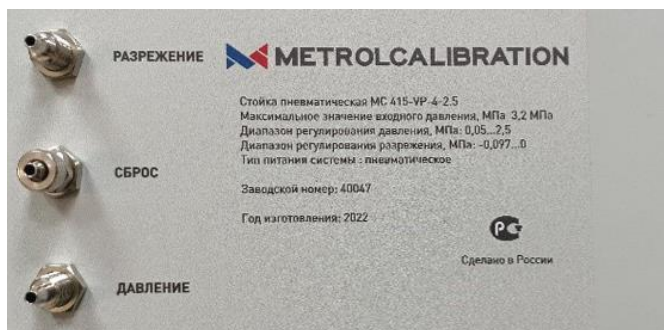 РАЗРЕЖЕНИЕ
METROLCALIBRATION
Стойка пневматическая МС 415-VP-4-2.5
Максимальное значение входного давления, МПа 3,2 МПа
Диапазон регулирования давления, МПа: 0,05...2,5
Диапазон регулирования разрежения, МПа: -0,097...0
Тип питания системы : пневматическое
СБРОС
Заводской номер: 40047
Год изготовления: 2022
РС
Сделано в России
ДАВЛЕНИЕ